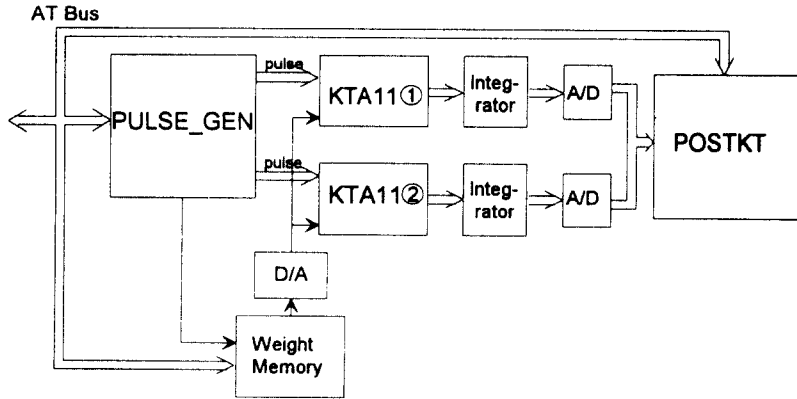 AT Bus
pulse
PULSE_GEN
KTA11①
Integ-
rator
A/D
POSTKT
pulse
KTA11②
Integ-
rator
A/D
D/A
Weight
Memory